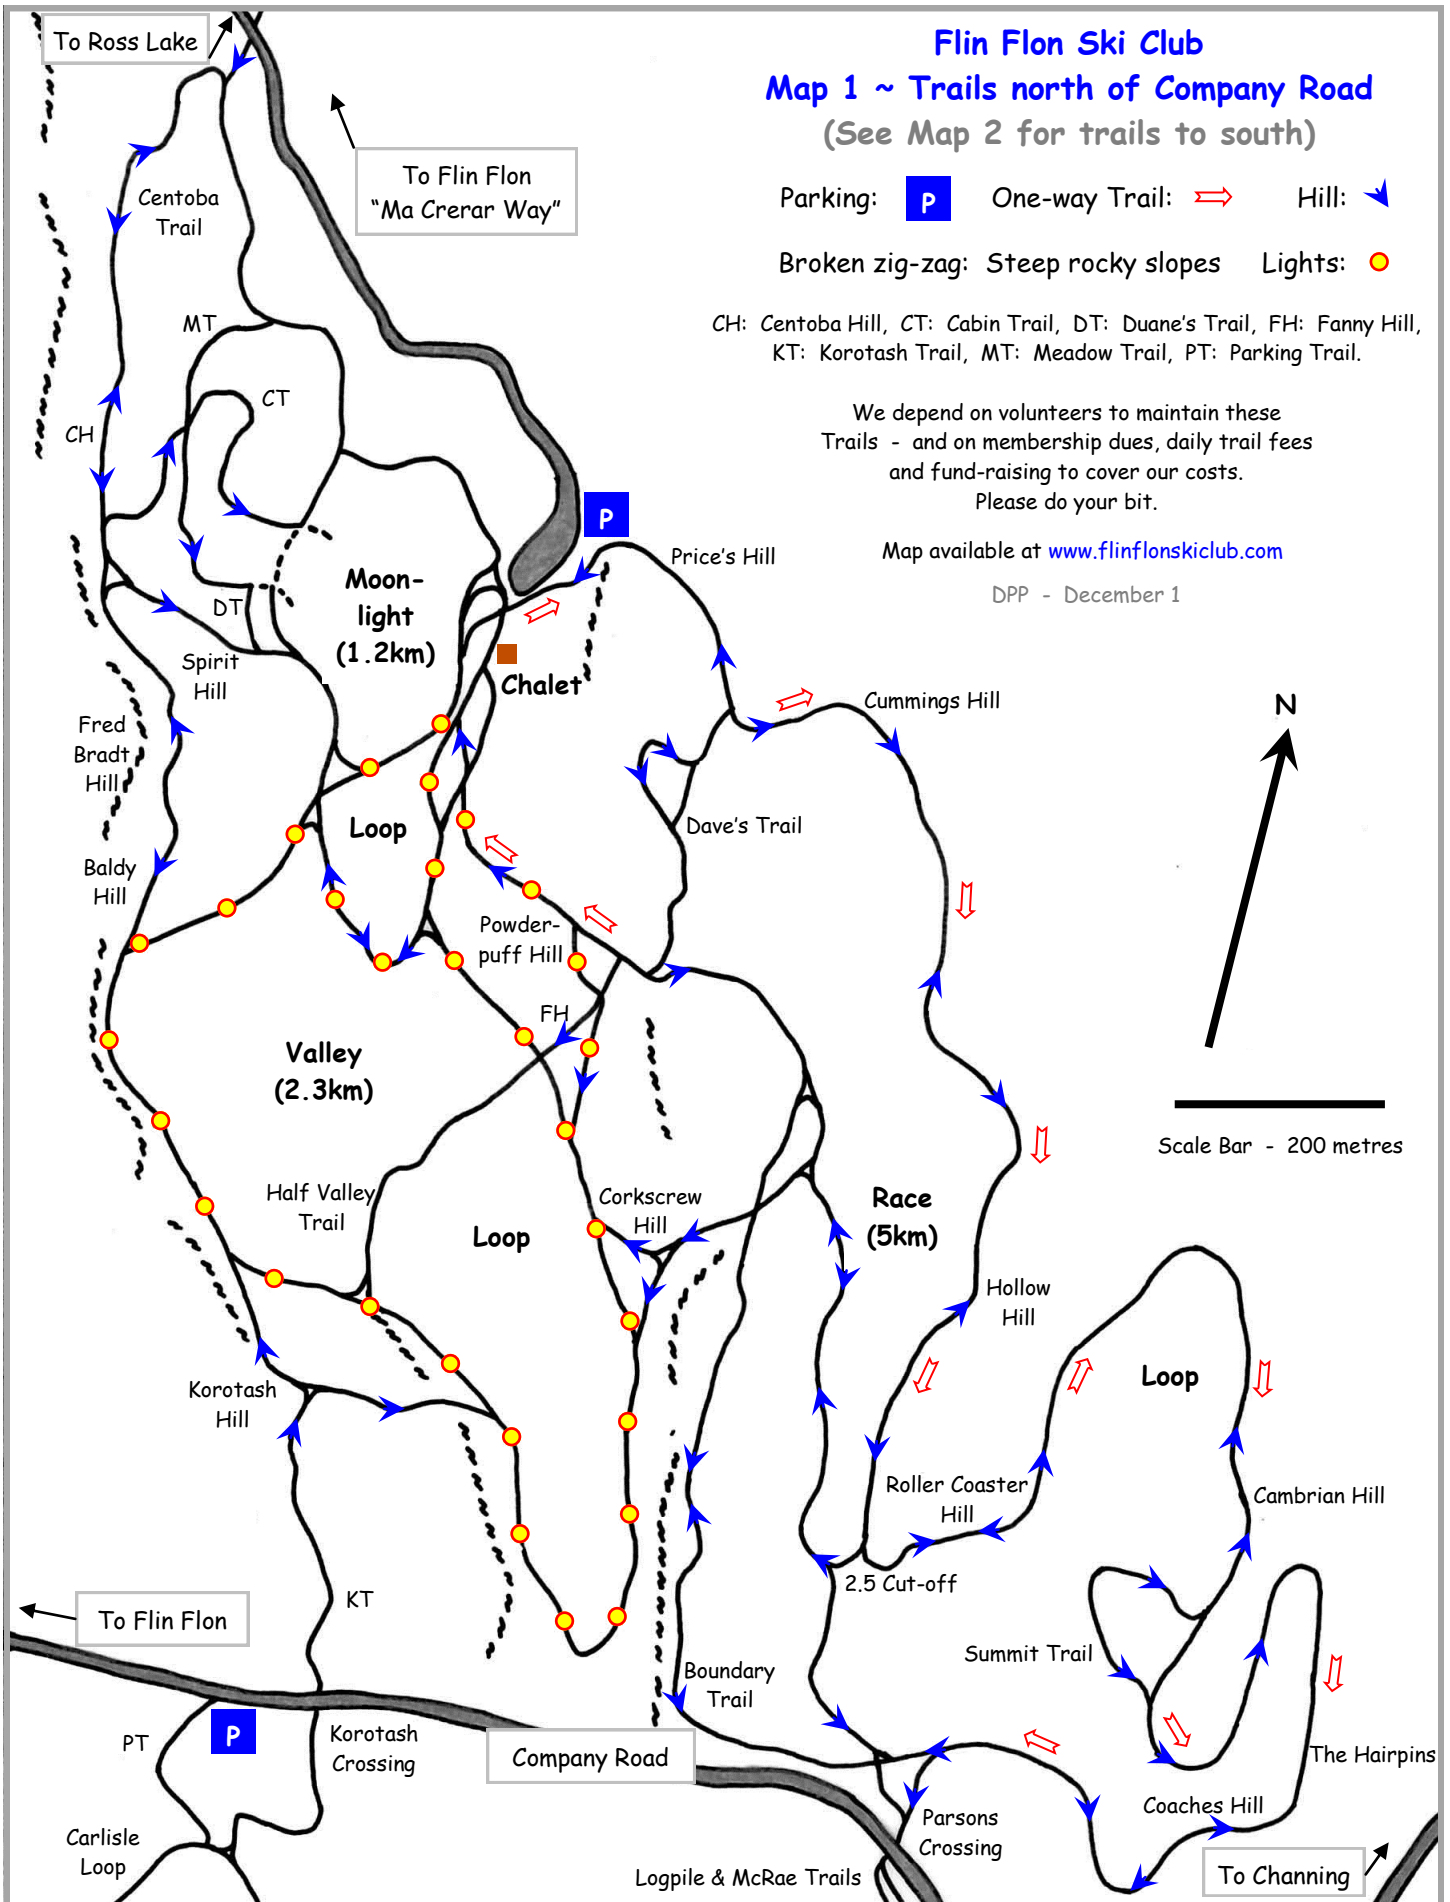 To Ross Lake
Flin Flon Ski Club
Map 1 ~ Trails north of Company Road
(See Map 2 for trails to south)
To Flin Flon
"Ma Crerar Way"
Parking: P One-way Trail: Hill:
Broken zig-zag: Steep rocky slopes Lights:
CH: Centoba Hill, CT: Cabin Trail, DT: Duane's Trail, FH: Fanny Hill,
KT: Korotash Trail, MT: Meadow Trail, PT: Parking Trail.
We depend on volunteers to maintain these
Trails - and on membership dues, daily trail fees
and fund-raising to cover our costs.
Please do your bit.
Map available at www.flinflonskiclub.com
DPP - December 1
Centoba
Trail
MT
CT
CH
P
Price's Hill
Moon-
light
(1.2km)
DT
Spirit
Hill
Chalet
Cummings Hill
N
Fred
Bradt
Hill
Loop
Dave's Trail
Baldy
Hill
Powder-
puff Hill
FH
Valley
(2.3km)
Scale Bar - 200 metres
Half Valley
Trail
Loop
Corkscrew
Hill
Race
(5km)
Hollow
Hill
Korotash
Hill
Loop
Roller Coaster
Hill
Cambrian Hill
2.5 Cut-off
KT
To Flin Flon
Summit Trail
Boundary
Trail
P
PT
Korotash
Crossing
Company Road
The Hairpins
Coaches Hill
Parsons
Crossing
Carlisle
Loop
Logpile & McRae Trails
To Channing